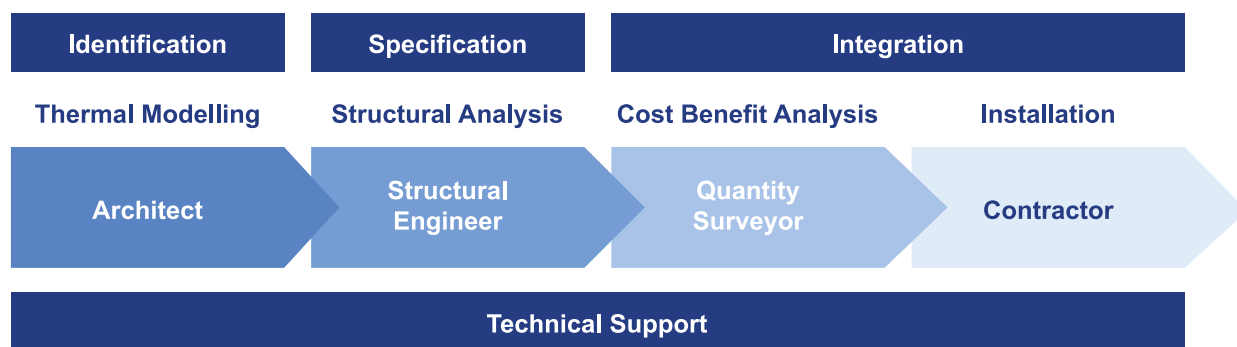 Identification
Specification
Integration
Thermal Modelling
Structural Analysis
Cost Benefit Analysis
Installation
Architect
Structural
Engineer
Quantity
Surveyor
Contractor
Technical Support